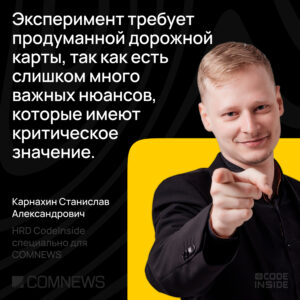 Эксперимент требует
продуманной дорожной
карты, так как есть
слишком много
важных нюансов,
которые имеют
критическое
значение.
Карнахин Станислав
Александрович
HRD CodeInside
специально для
COMNEWS
COMNEWS
CODE
INSIDE